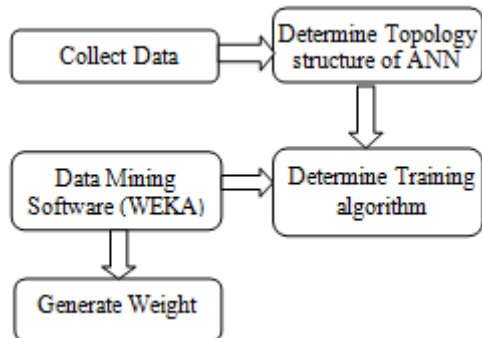 Collect Data
Determine Topology
structure of ANN
Data Mining
Software (WEKA)
Determine Training
algorithm
Generate Weight